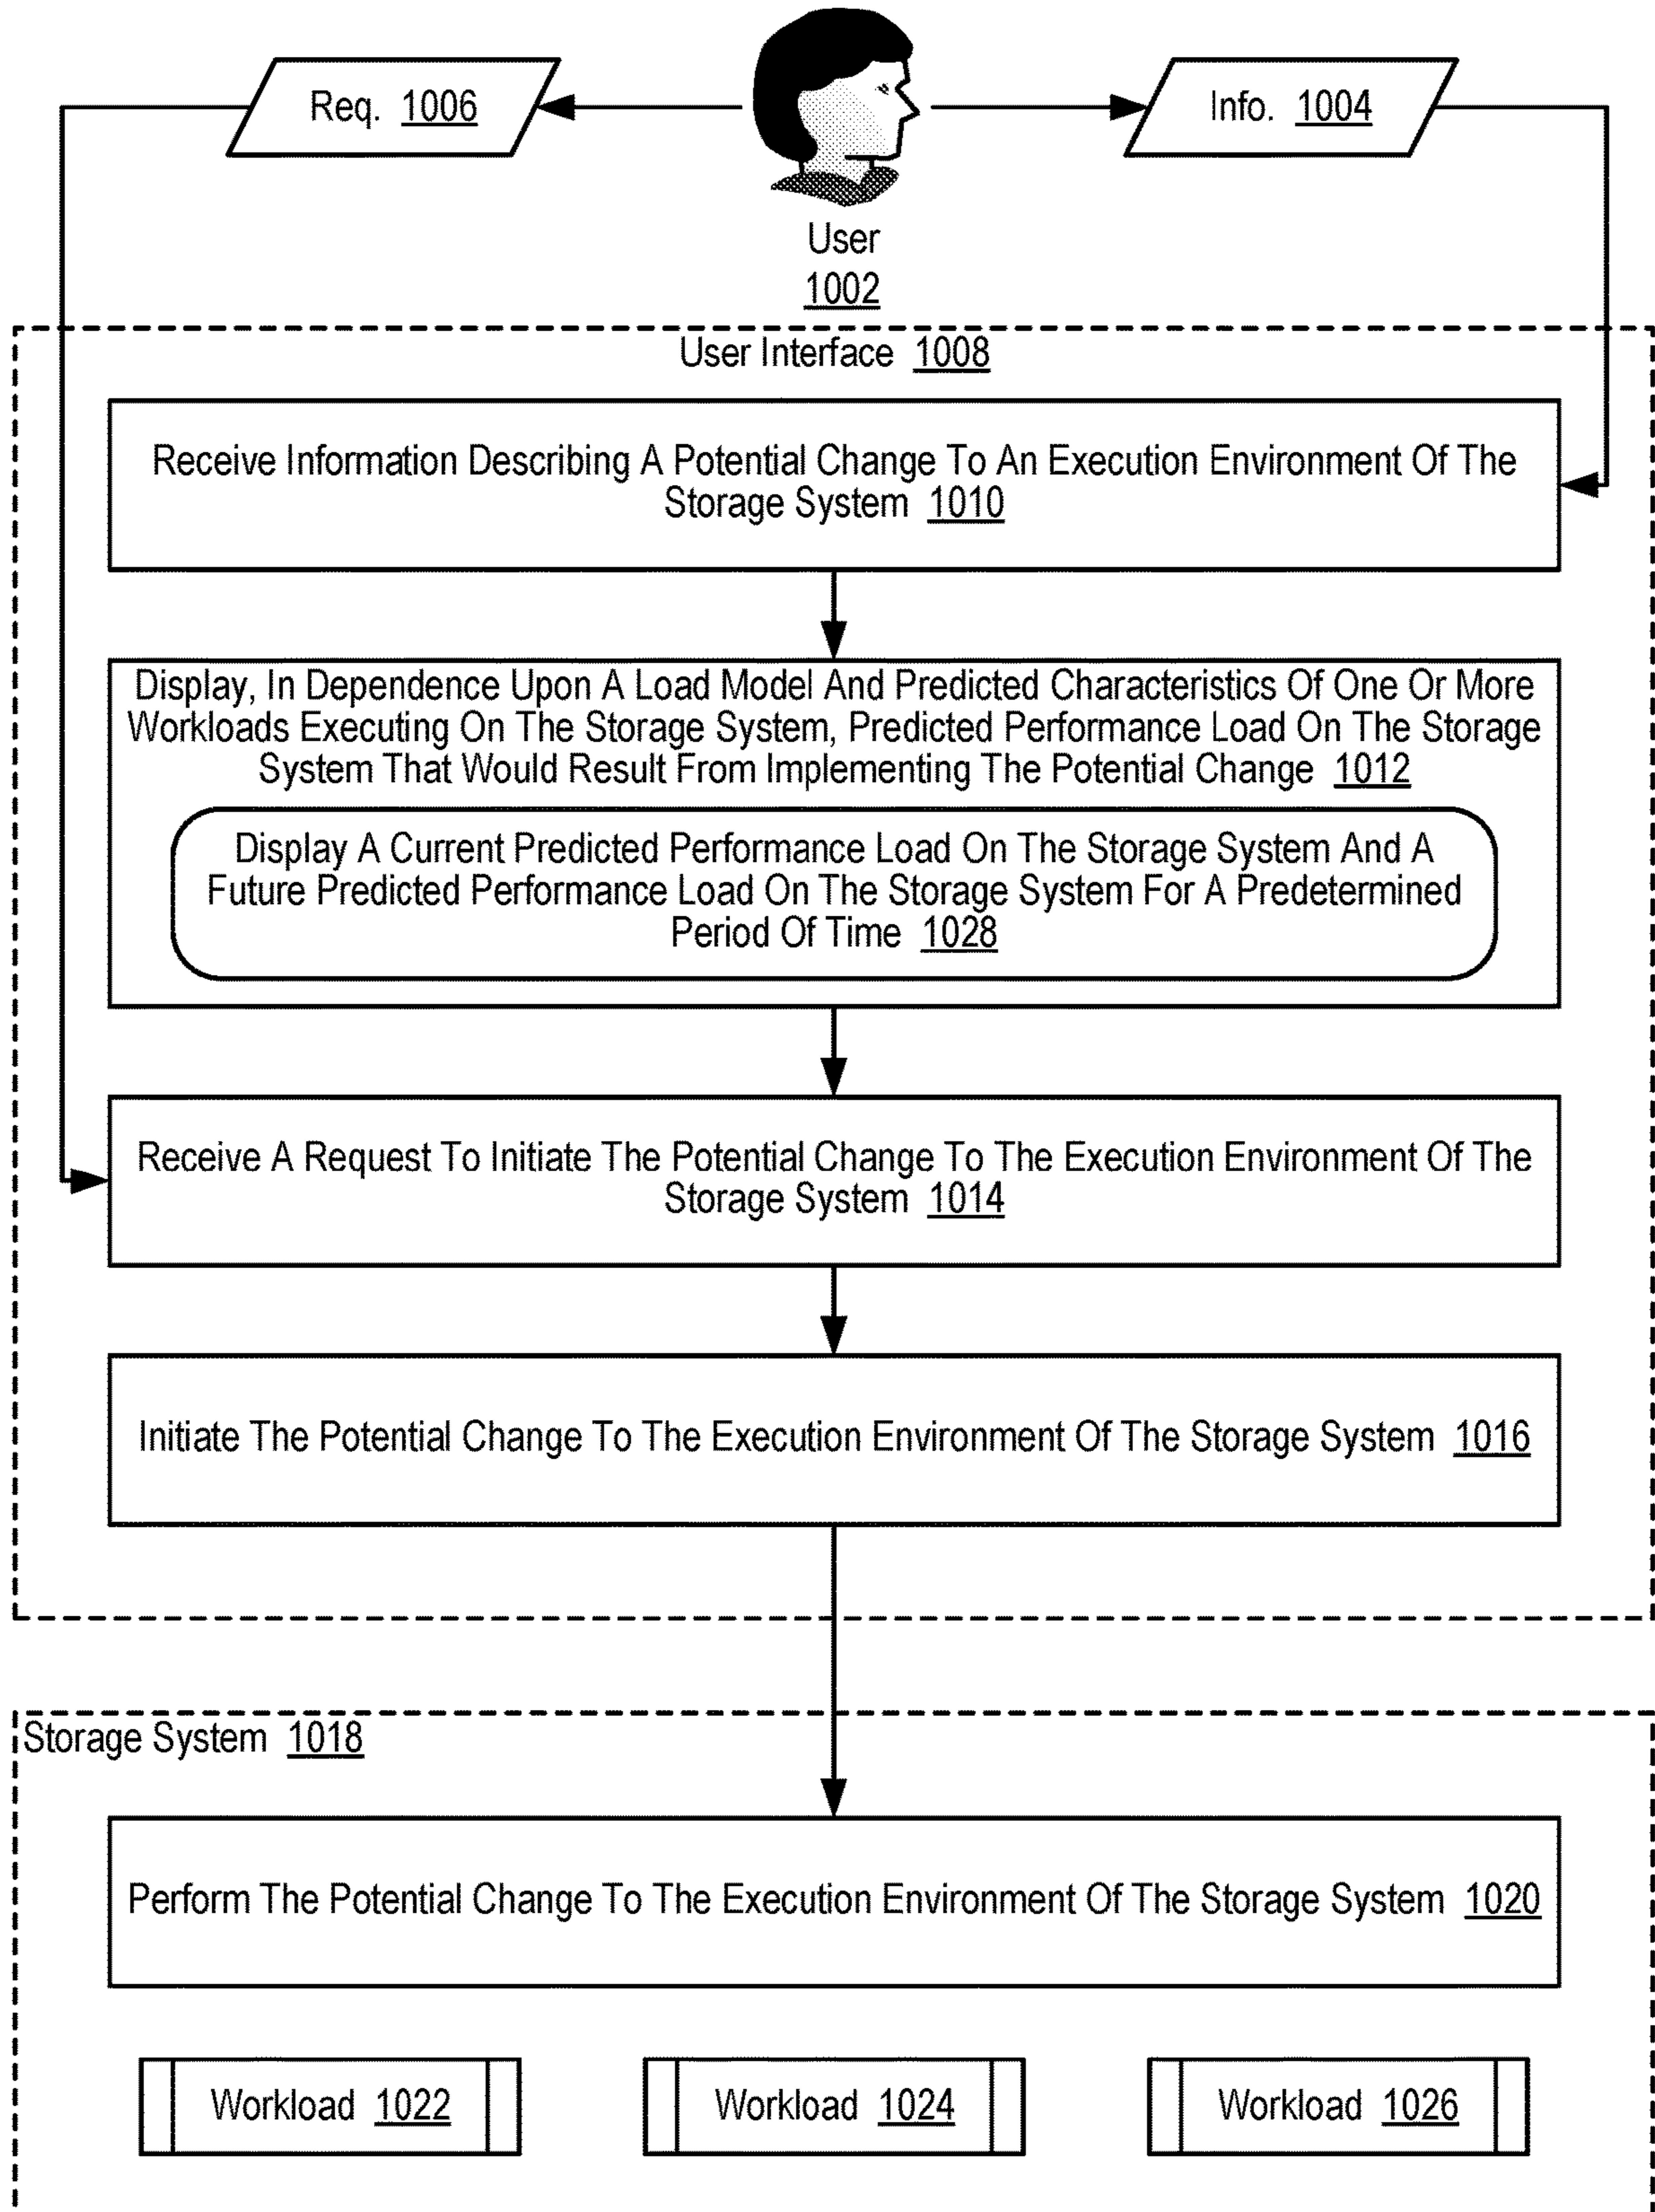 Req. 1006
Info. 1004
User
1002
User Interface 1008
Receive Information Describing A Potential Change To An Execution Environment Of The
Storage System 1010
Display, In Dependence Upon A Load Model And Predicted Characteristics Of One Or More
Workloads Executing On The Storage System, Predicted Performance Load On The Storage
System That Would Result From Implementing The Potential Change 1012
Display A Current Predicted Performance Load On The Storage System And A
Future Predicted Performance Load On The Storage System For A Predetermined
Period Of Time 1028
Receive A Request To Initiate The Potential Change To The Execution Environment Of The
Storage System 1014
Initiate The Potential Change To The Execution Environment Of The Storage System 1016
Storage System 1018
Perform The Potential Change To The Execution Environment Of The Storage System 1020
Workload 1022
Workload 1024
Workload 1026